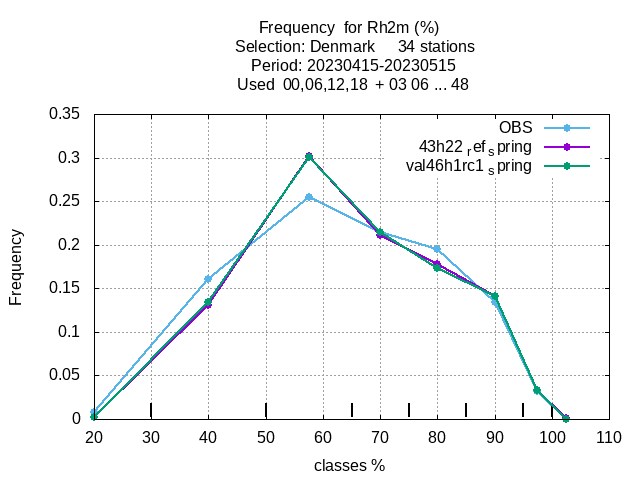 Frequency  for Rh2m (%)
Selection: Denmark     34 stations
Period: 20230415-20230515
Used  00,06,12,18  + 03 06 ... 48
0.35
0.3
0.25
0.2
0.15
0.1
0.05
0
Frequency
OBS
43h22 ref spring
val46h1rc1 spring
20 30 40 50 60 70 80 90 100 110
classes %